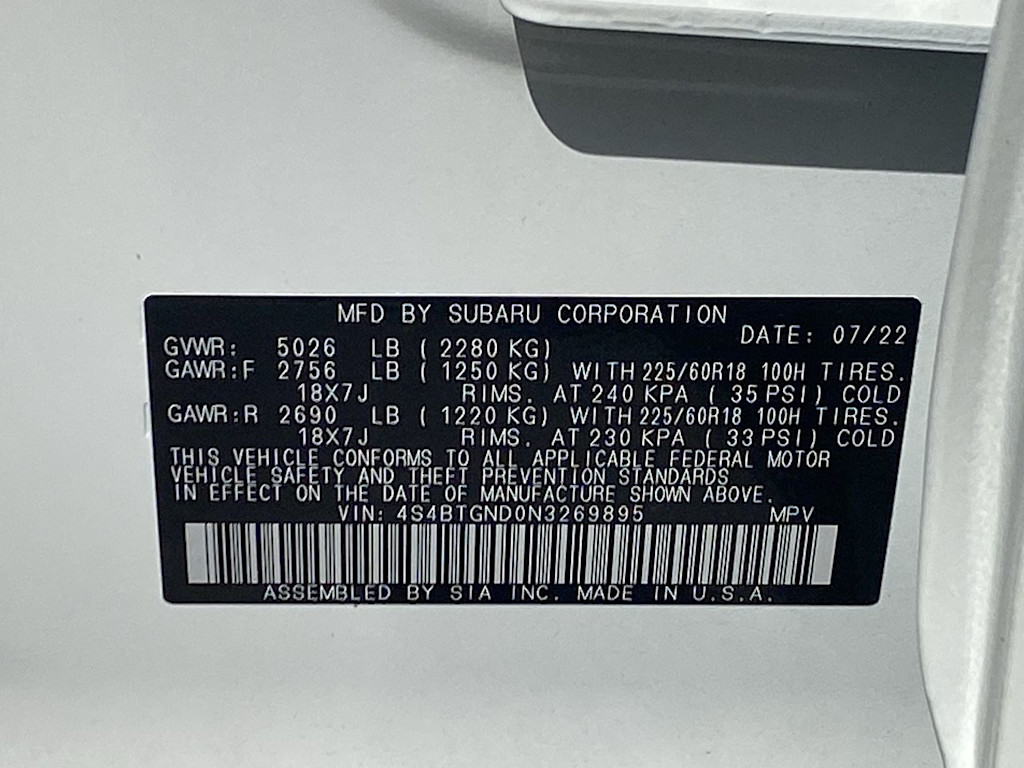 MFD BY SUBARU CORPORATION
DATE: 07/22
GVWR: 5026 LB ( 2280 KG)
GAWR:F 2756 LB ( 1250 KG) WITH 225/60R18 100H TIRES.
18X7J RIMS. AT 240 KPA ( 35 PSI) COLD
GAWR:R 2690 LB ( 1220 KG) WITH 225/60R18 100H TIRES.
18X7J RIMS. AT 230 KPA ( 33 PSI) COLD
THIS VEHICLE CONFORMS TO ALL APPLICABLE FEDERAL MOTOR
VEHICLE SAFETY AND THEFT PREVENTION STANDARDS
IN EFFECT ON THE DATE OF MANUFACTURE SHOWN ABOVE.
VIN: 4S4BTGND0N3269895 MPV
ASSEMBLED BY SIA INC. MADE IN U.S.A.